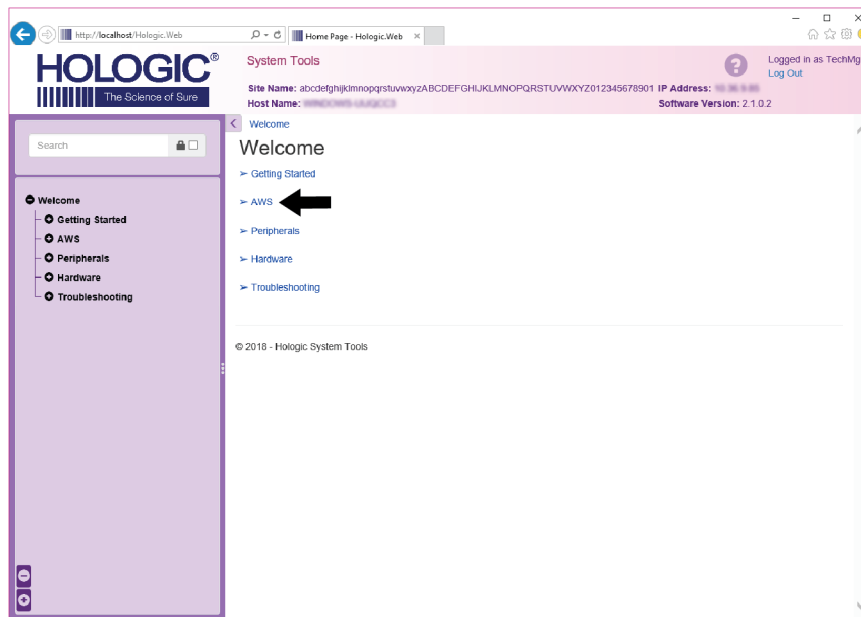 http://localhost/Hologic.Web
Home Page - Hologic.Web
HOLOGIC®
The Science of Sure
System Tools
Logged in as TechMg
Log Out
Site Name: abcdefghijklmnopqrstuvwxyzABCDEFGHIJKLMNOPQRSTUVWXYZ012345678901 IP Address:
Host Name: Software Version: 2.1.0.2
Search
Welcome
Getting Started
AWS
Peripherals
Hardware
Troubleshooting
Welcome
Welcome
➢ Getting Started
➢ AWS
➢ Peripherals
➢ Hardware
➢ Troubleshooting
© 2018 - Hologic System Tools